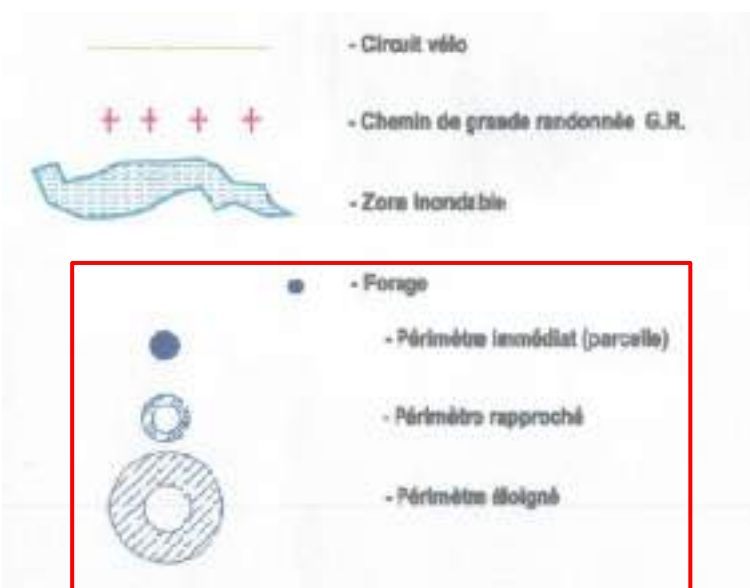 - Circuit vélo
- Chemin de grande randonnée G.R.
- Zone inondable
- Forage
- Périmètre immédiat (parcelle)
- Périmètre rapproché
- Périmètre éloigné